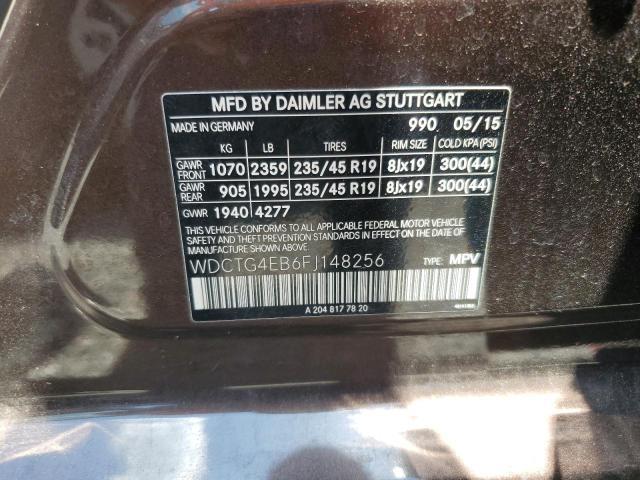 MFD BY DAIMLER AG STUTTGART
MADE IN GERMANY 990 05/15
KG LB TIRES RIM SIZE COLD KPA(PSI)
GAWR FRONT 1070 2359 235/45 R19 8Jx19 300(44)
GAWR REAR 905 1995 235/45 R19 8Jx19 300(44)
GVWR 1940 4277
THIS VEHICLE CONFORMS TO ALL APPLICABLE FEDERAL MOTOR VEHICLE
SAFETY AND THEFT PREVENTION STANDARDS IN EFFECT ON THE DATE OF
MANUFACTURE SHOWN ABOVE.
WDCTG4EB6FJ148256 TYPE: MPV
A 204 817 78 20